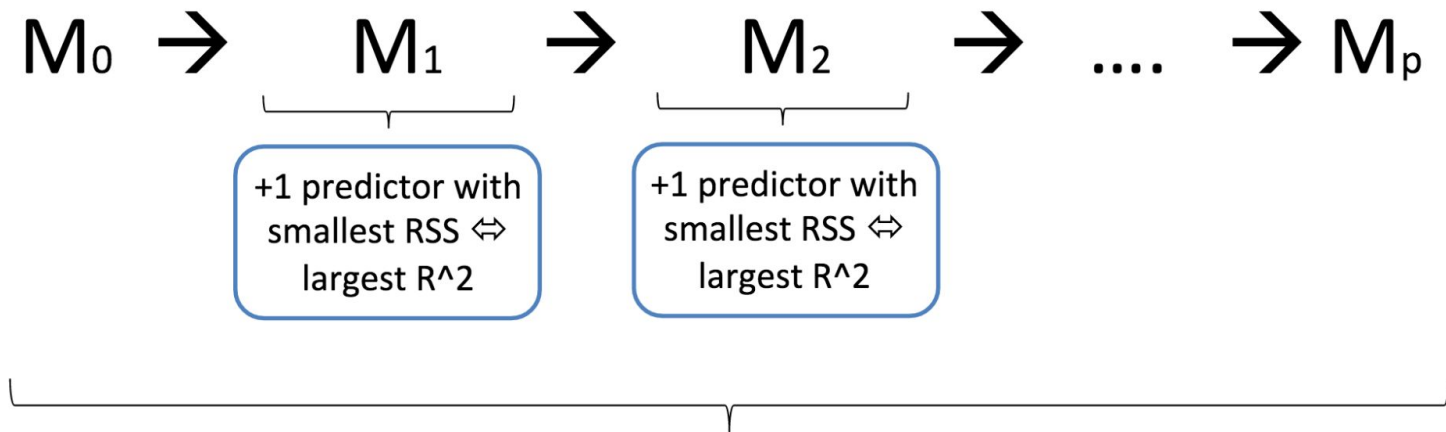 M₀ → M₁ → M₂ → .... → Mₚ
+1 predictor with
smallest RSS ⇔
largest R^2
+1 predictor with
smallest RSS ⇔
largest R^2